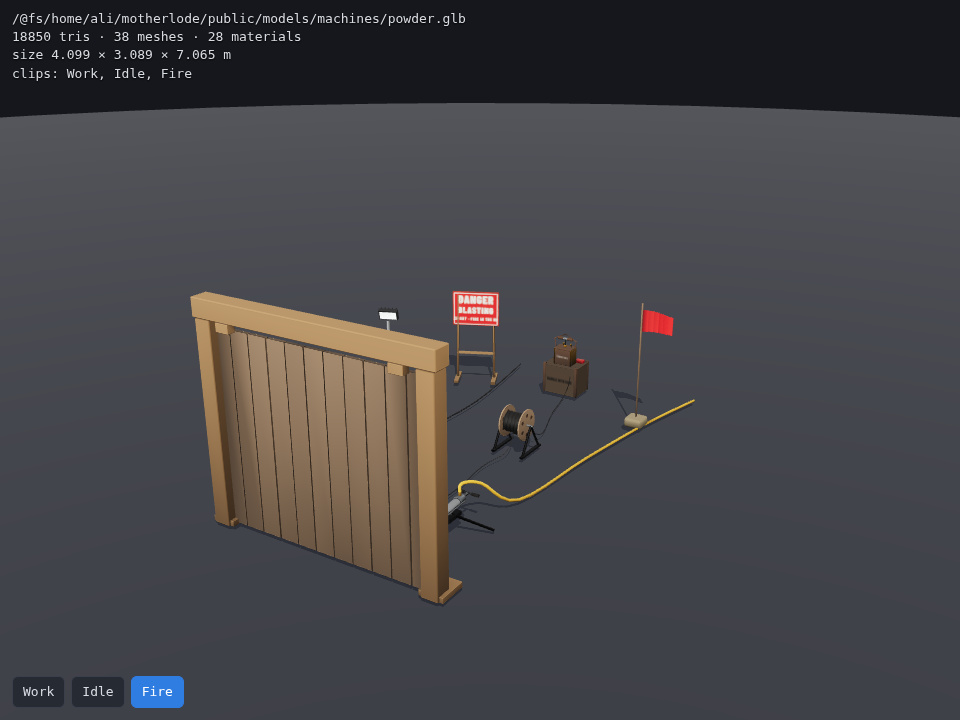 /@fs/home/ali/motherlode/public/models/machines/powder.glb
18850 tris · 38 meshes · 28 materials
size 4.099 × 3.089 × 7.065 m
clips: Work, Idle, Fire
DANGER
BLASTING
Work
Idle
Fire